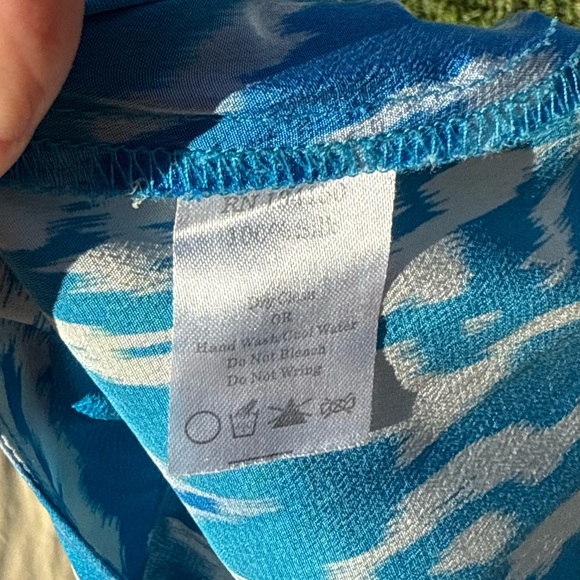 RN
100% Silk
Dry Clean
OR
Hand Wash Cool Water
Do Not Bleach
Do Not Wring